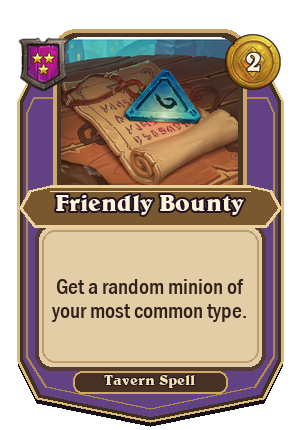 2
Friendly Bounty
Get a random minion of
your most common type.
Tavern Spell